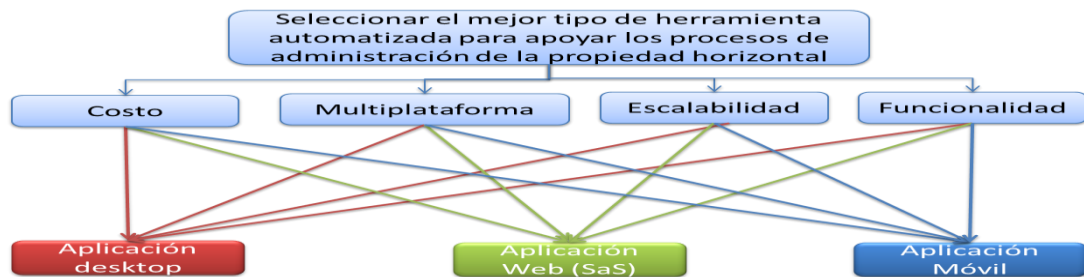 Seleccionar el mejor tipo de herramienta
automatizada para apoyar los procesos de
administración de la propiedad horizontal
Costo
Multiplataforma
Escalabilidad
Funcionalidad
Aplicación
desktop
Aplicación
Web (SaS)
Aplicación
Móvil